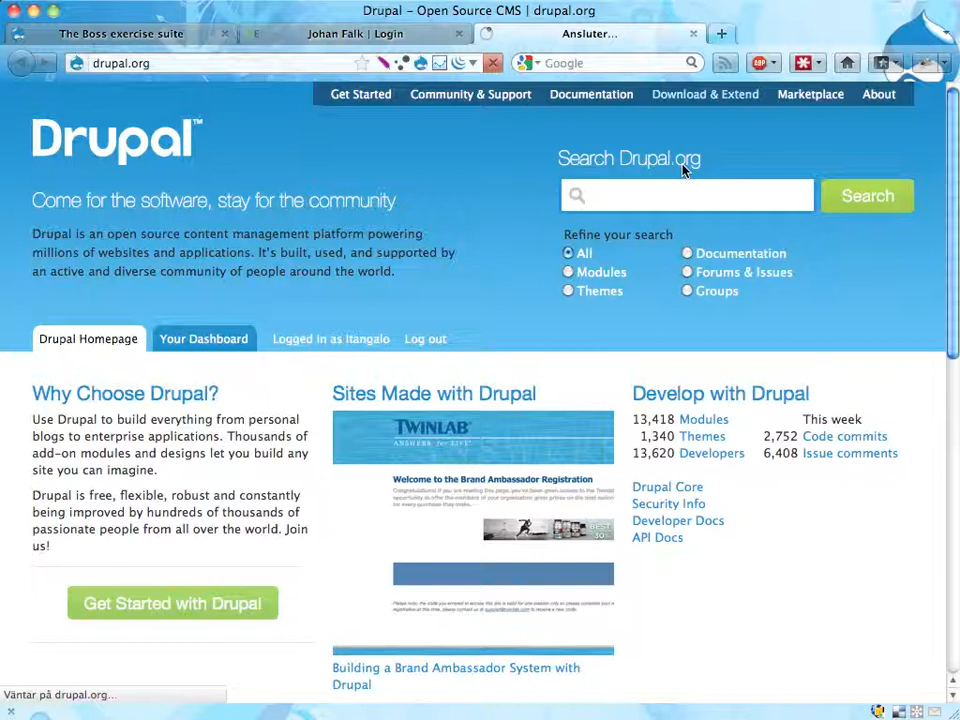 Drupal – Open Source CMS | drupal.org
The Boss exercise suite
Johan Falk | Login
Ansluter...
drupal.org
Google
ABP
Get Started
Community & Support
Documentation
Download & Extend
Marketplace
About
Drupal™
Search Drupal.org
Search
Come for the software, stay for the community
Drupal is an open source content management platform powering
millions of websites and applications. It's built, used, and supported by
an active and diverse community of people around the world.
Refine your search
All
Documentation
Modules
Forums & Issues
Themes
Groups
Drupal Homepage
Your Dashboard
Logged in as Itangalo
Log out
Why Choose Drupal?
Use Drupal to build everything from personal
blogs to enterprise applications. Thousands of
add-on modules and designs let you build any
site you can imagine.
Drupal is free, flexible, robust and constantly
being improved by hundreds of thousands of
passionate people from all over the world. Join
us!
Get Started with Drupal
Sites Made with Drupal
TWINLAB
ANSWERS for LIFE
Welcome to the Brand Ambassador Registration
Building a Brand Ambassador System with
Drupal
Develop with Drupal
13,418 Modules
This week
1,340 Themes
2,752 Code commits
13,620 Developers
6,408 Issue comments
Drupal Core
Security Info
Developer Docs
API Docs
Väntar på drupal.org...